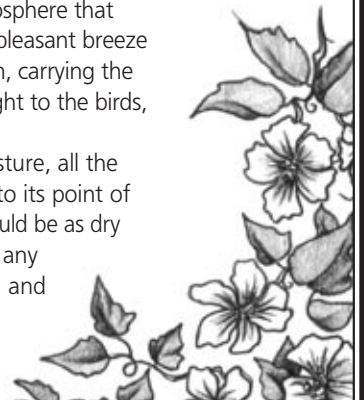 osphere that
pleasant breeze
n, carrying the
ght to the birds,
sture, all the
to its point of
uld be as dry
any
and